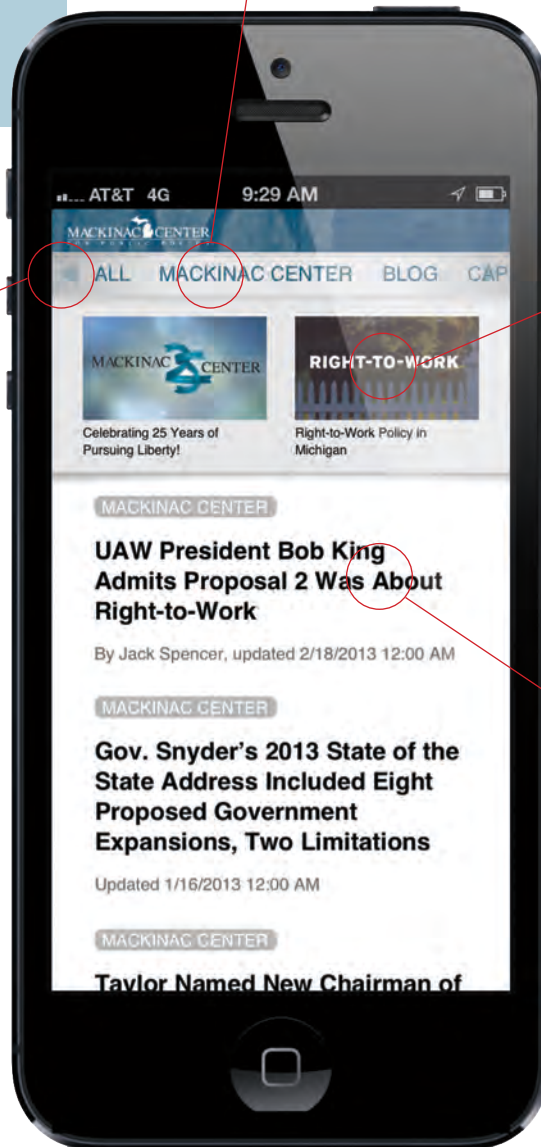 AT&T 4G 9:29 AM
MACKINAC CENTER
ALL MACKINAC CENTER BLOG CAP
MACKINAC 25 CENTER
RIGHT-TO-WORK
Celebrating 25 Years of
Pursuing Liberty!
Right-to-Work Policy in
Michigan
MACKINAC CENTER
UAW President Bob King
Admits Proposal 2 Was About
Right-to-Work
By Jack Spencer, updated 2/18/2013 12:00 AM
MACKINAC CENTER
Gov. Snyder's 2013 State of the
State Address Included Eight
Proposed Government
Expansions, Two Limitations
Updated 1/16/2013 12:00 AM
MACKINAC CENTER
Taylor Named New Chairman of